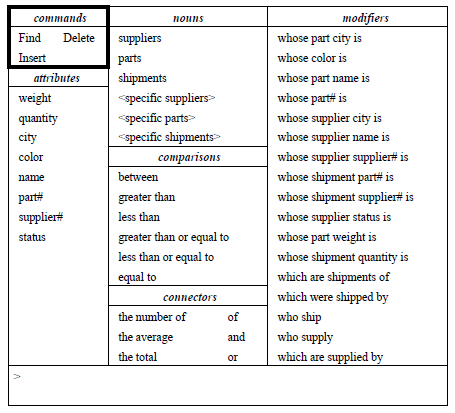 commands
Find Delete
Insert
attributes
weight
quantity
city
color
name
part#
supplier#
status
nouns
suppliers
parts
shipments
<specific suppliers>
<specific parts>
<specific shipments>
comparisons
between
greater than
less than
greater than or equal to
less than or equal to
equal to
connectors
the number of of
the average and
the total or
modifiers
whose part city is
whose color is
whose part name is
whose part# is
whose supplier city is
whose supplier name is
whose supplier supplier# is
whose shipment part# is
whose shipment supplier# is
whose supplier status is
whose part weight is
whose shipment quantity is
which are shipments of
which were shipped by
who ship
who supply
which are supplied by
>